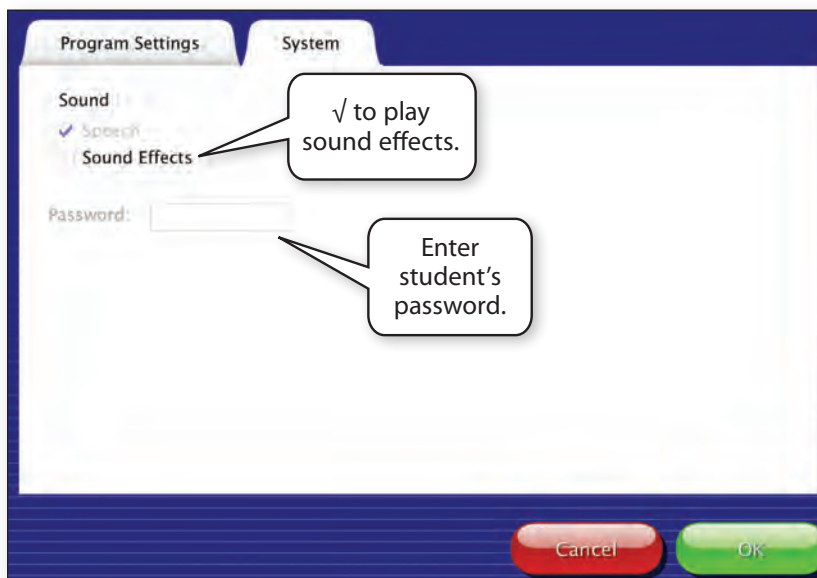 Program Settings
System
Sound
✓ Speech
Sound Effects
√ to play
sound effects.
Password:
Enter
student’s
password.
Cancel
OK